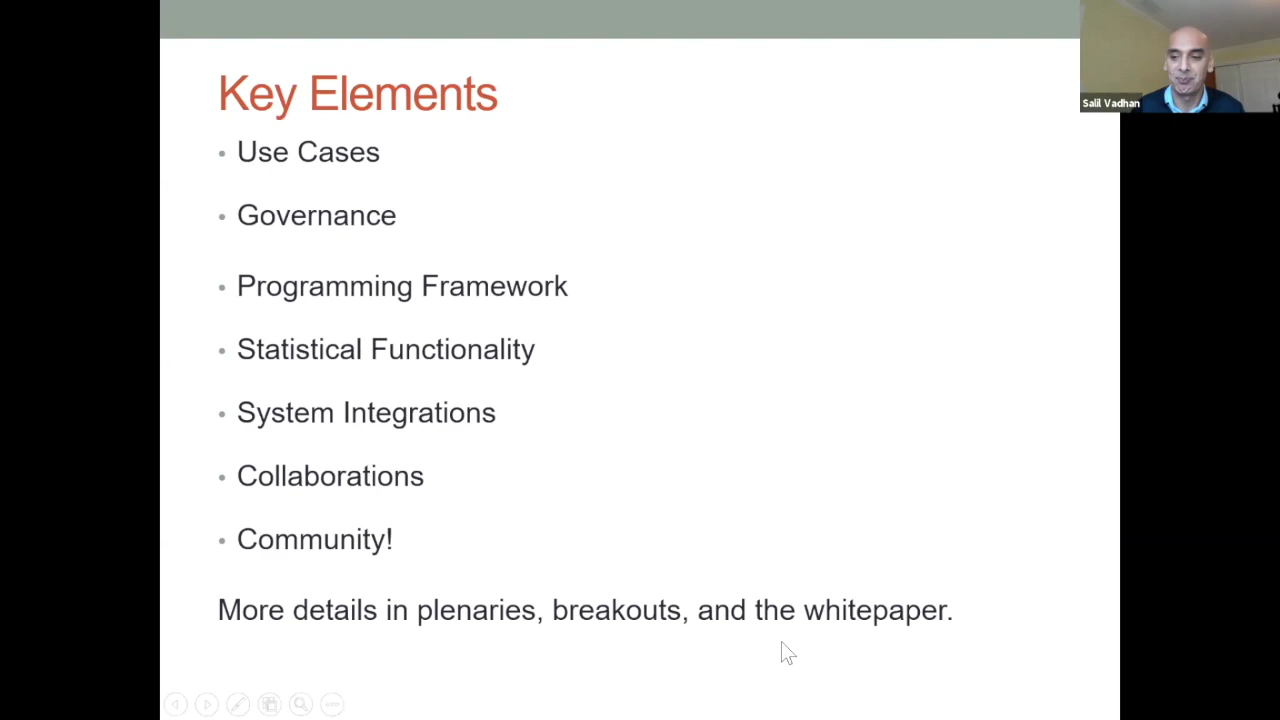 Key Elements
Salil Vadhan
• Use Cases
• Governance
• Programming Framework
• Statistical Functionality
• System Integrations
• Collaborations
• Community!
More details in plenaries, breakouts, and the whitepaper.